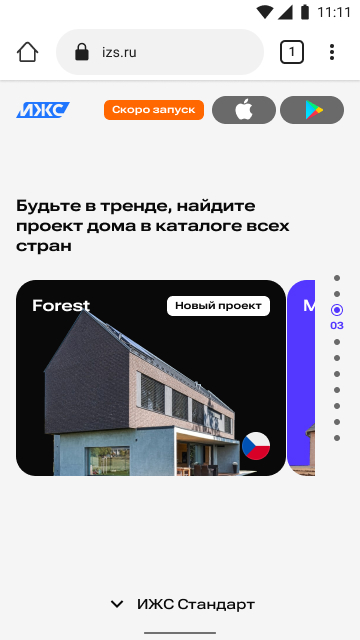 11:11
izs.ru
1
ИЖС
Скоро запуск
Будьте в тренде, найдите
проект дома в каталоге всех
стран
Forest
Новый проект
M
03
ИЖС Стандарт